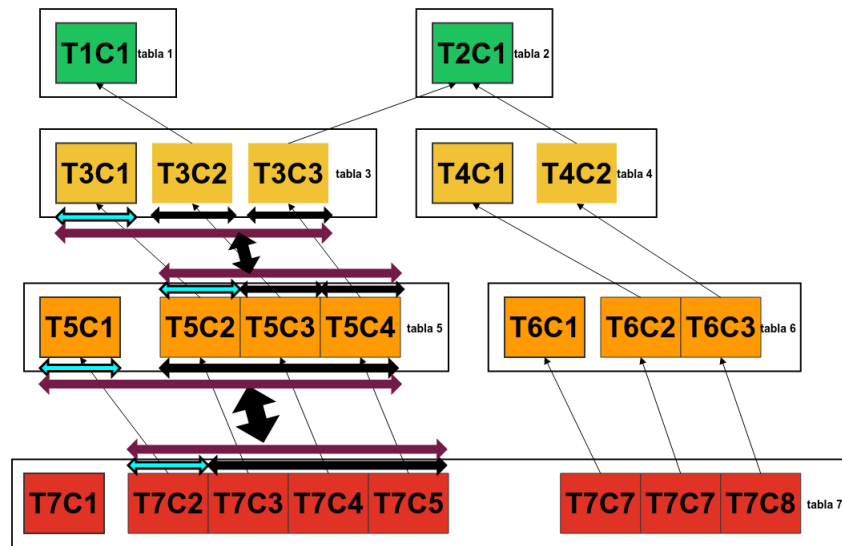 T1C1 tabla 1
T2C1 tabla 2
T3C1 T3C2 T3C3 tabla 3
T4C1 T4C2 tabla 4
T5C1 T5C2 T5C3 T5C4 tabla 5
T6C1 T6C2 T6C3 tabla 6
T7C1 T7C2 T7C3 T7C4 T7C5 T7C7 T7C7 T7C8 tabla 7